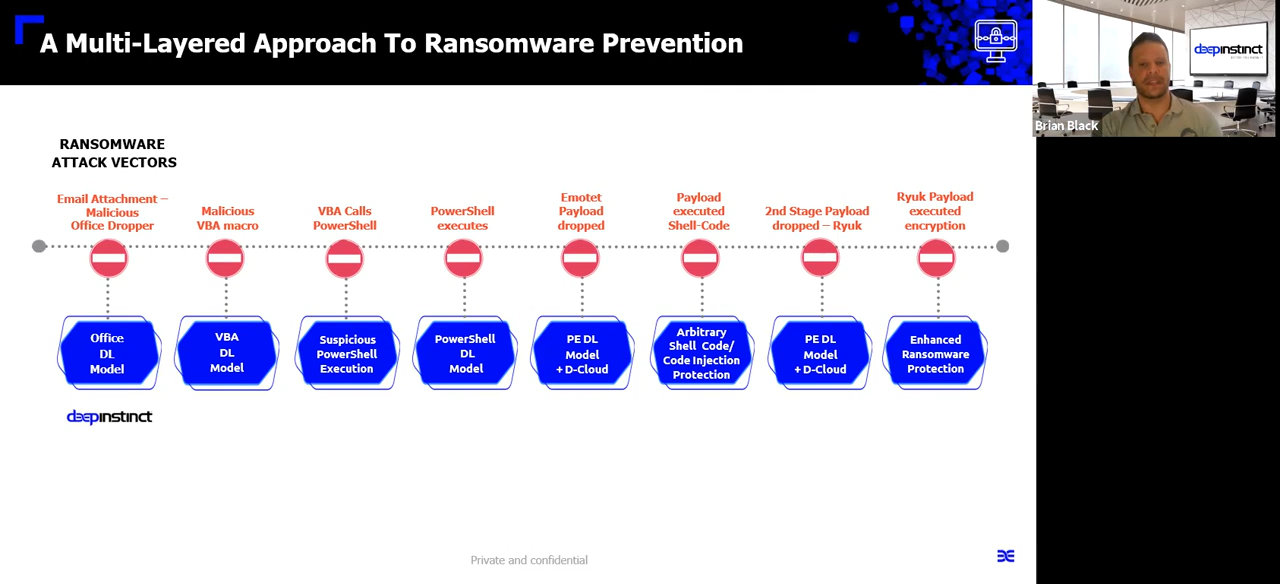 A Multi-Layered Approach To Ransomware Prevention
deepinstinct
Brian Black
RANSOMWARE
ATTACK VECTORS
Email Attachment –
Malicious
Office Dropper
Malicious
VBA macro
VBA Calls
PowerShell
PowerShell
executes
Emotet
Payload
dropped
Payload
executed
Shell-Code
2nd Stage Payload
dropped – Ryuk
Ryuk Payload
executed
encryption
Office
DL
Model
VBA
DL
Model
Suspicious
PowerShell
Execution
PowerShell
DL
Model
PE DL
Model
+ D-Cloud
Arbitrary
Shell Code/
Code Injection
Protection
PE DL
Model
+ D-Cloud
Enhanced
Ransomware
Protection
deepinstinct
Private and confidential